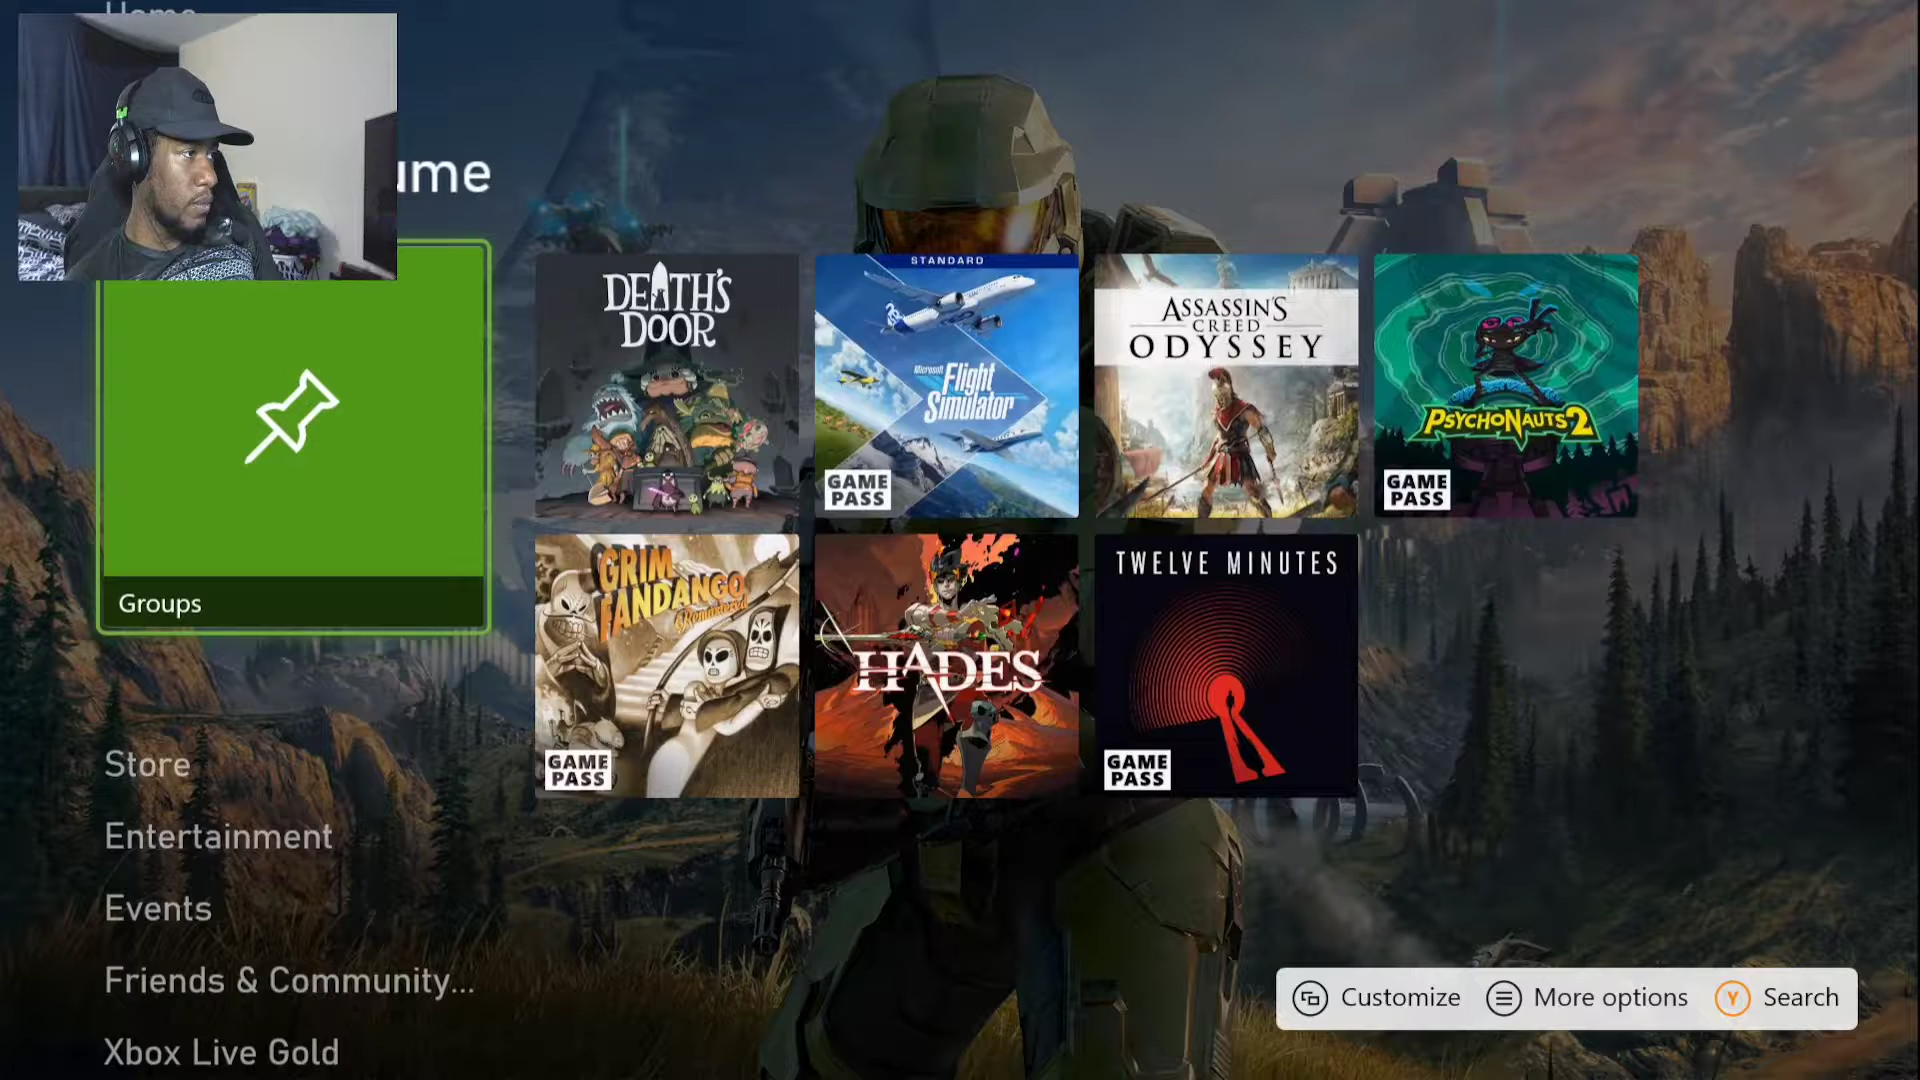 Home
ume
Groups
DEATH'S
DOOR
STANDARD
Microsoft
Flight
Simulator
GAME
PASS
ASSASSIN'S
CREED
ODYSSEY
PSYCHONAUTS 2
GAME
PASS
GRIM
FANDANGO
Remastered
GAME
PASS
HADES
TWELVE MINUTES
GAME
PASS
Store
Entertainment
Events
Friends & Community...
Xbox Live Gold
Customize
More options
Y Search